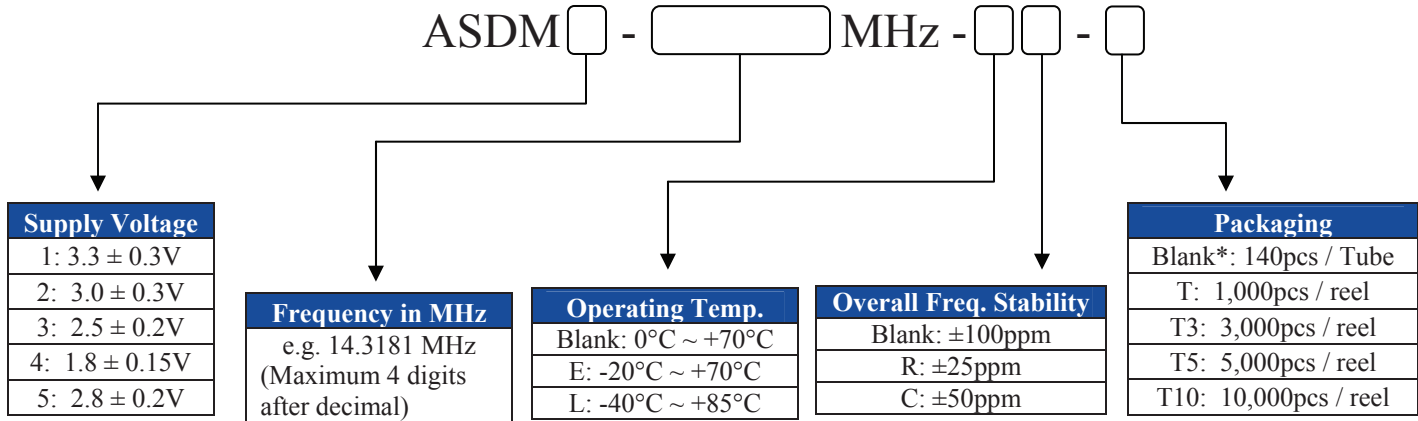 ASDM - MHz - -
Supply Voltage
1: 3.3 ± 0.3V
2: 3.0 ± 0.3V
3: 2.5 ± 0.2V
4: 1.8 ± 0.15V
5: 2.8 ± 0.2V
Frequency in MHz
e.g. 14.3181 MHz
(Maximum 4 digits
after decimal)
Operating Temp.
Blank: 0°C ~ +70°C
E: -20°C ~ +70°C
L: -40°C ~ +85°C
Overall Freq. Stability
Blank: ±100ppm
R: ±25ppm
C: ±50ppm
Packaging
Blank*: 140pcs / Tube
T: 1,000pcs / reel
T3: 3,000pcs / reel
T5: 5,000pcs / reel
T10: 10,000pcs / reel